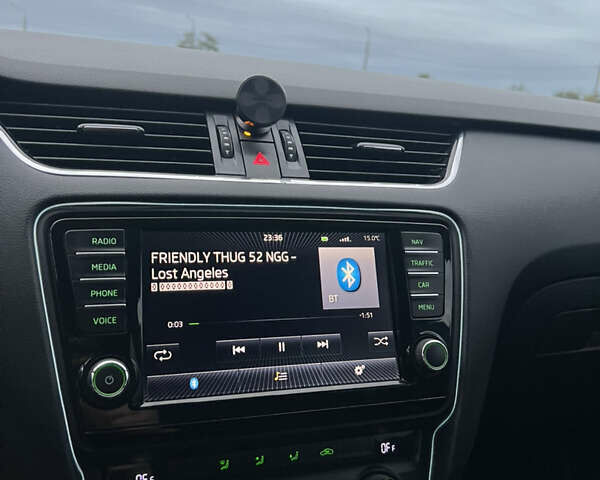 23:36
15.0°C
RADIO
MEDIA
PHONE
VOICE
FRIENDLY THUG 52 NGG –
Lost Angeles
BT
0:03
-1:51
NAV
TRAFFIC
CAR
MENU
OFF
OFF